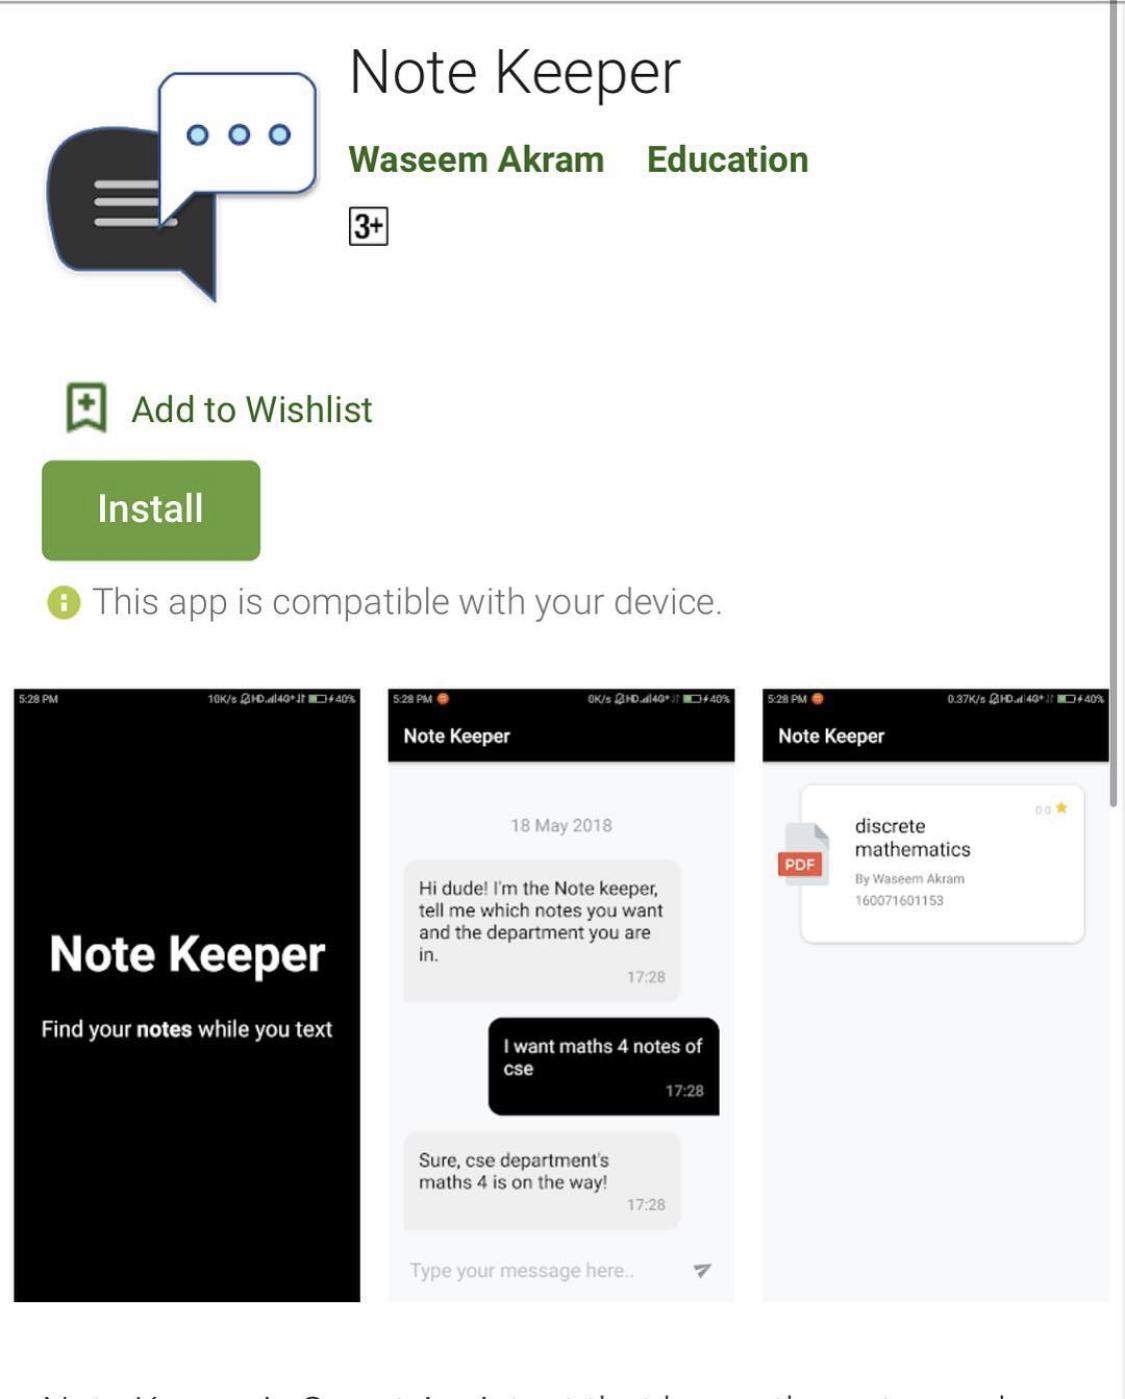 Note Keeper
Waseem Akram Education
3+
Add to Wishlist
Install
This app is compatible with your device.
5:28 PM 10K/s HD 4G+ 40%
Note Keeper
Find your notes while you text
5:28 PM 0K/s HD 4G+ 40%
Note Keeper
18 May 2018
Hi dude! I'm the Note keeper,
tell me which notes you want
and the department you are
in.
17:28
I want maths 4 notes of
cse
17:28
Sure, cse department's
maths 4 is on the way!
17:28
Type your message here..
5:28 PM 0.37K/s HD 4G+ 40%
Note Keeper
0.0
discrete
mathematics
PDF
By Waseem Akram
160071601153